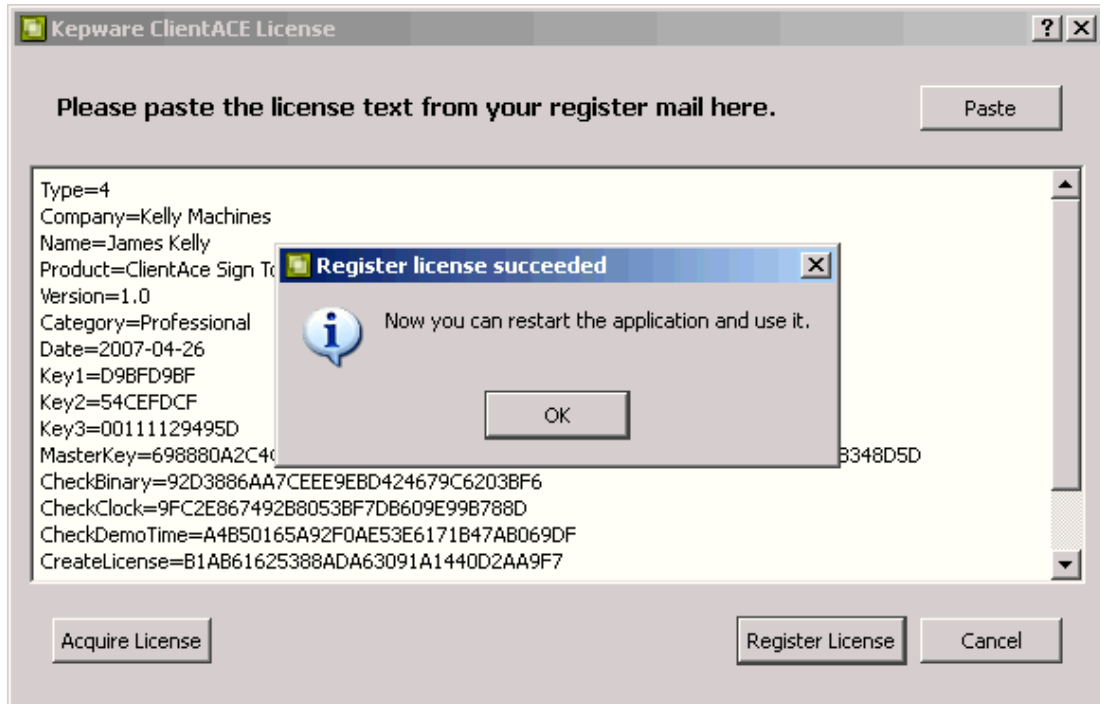 Kepware ClientACE License
Please paste the license text from your register mail here.
Paste
Type=4
Company=Kelly Machines
Name=James Kelly
Product=ClientAce Sign
Version=1.0
Category=Professional
Date=2007-04-26
Key1=D9BFD9BF
Key2=54CEFDCF
Key3=00111129495D
MasterKey=698880A2C4 B348D5D
CheckBinary=92D3886AA7CEEE9EBD424679C6203BF6
CheckClock=9FC2E867492B8053BF7DB609E99B788D
CheckDemoTime=A4B50165A92F0AE53E6171B47AB069DF
CreateLicense=B1AB61625388ADA63091A1440D2AA9F7
Register license succeeded
Now you can restart the application and use it.
OK
Acquire License
Register License
Cancel